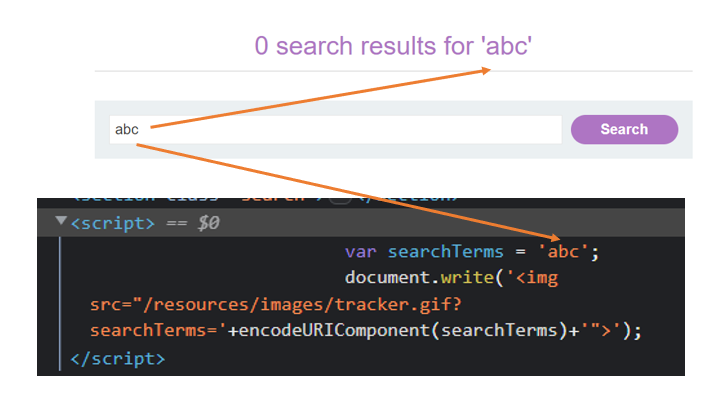 0 search results for 'abc'
abc
Search
<section class="search">…</section>
<script> == $0
var searchTerms = 'abc';
document.write('<img
src="/resources/images/tracker.gif?
searchTerms='+encodeURIComponent(searchTerms)+'">');
</script>